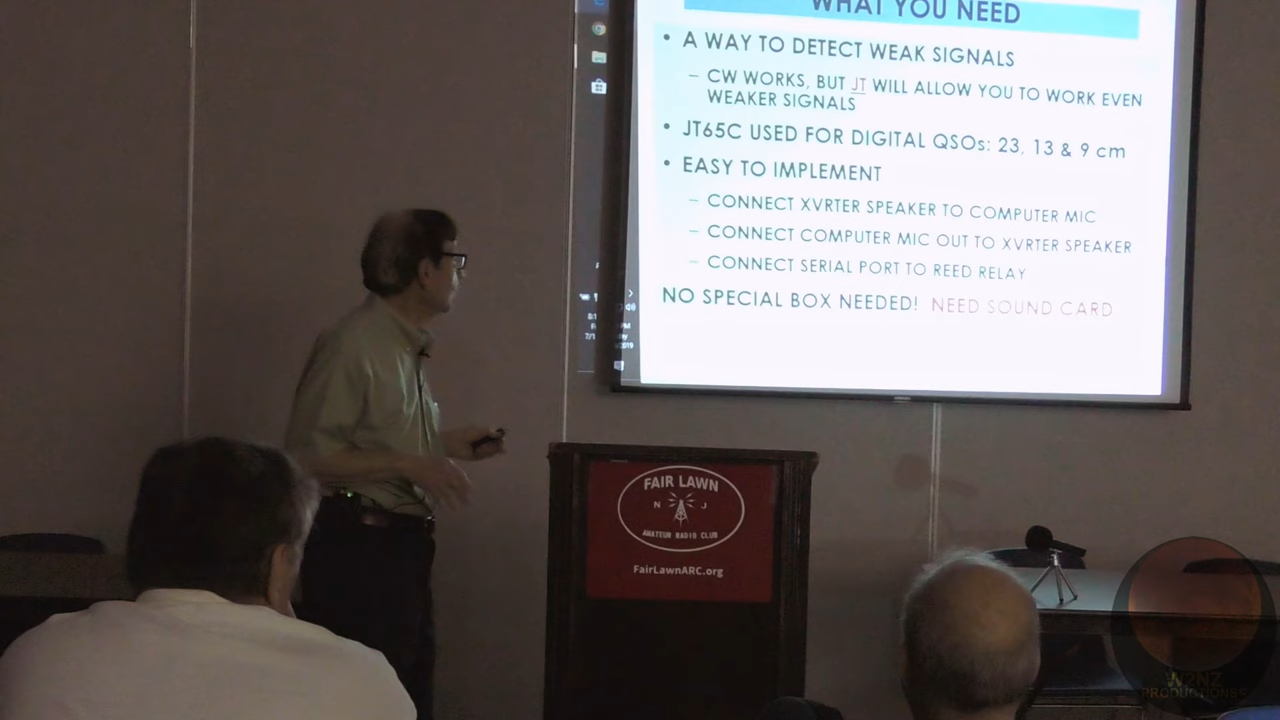 WHAT YOU NEED
• A WAY TO DETECT WEAK SIGNALS
– CW WORKS, BUT JT WILL ALLOW YOU TO WORK EVEN
WEAKER SIGNALS
• JT65C USED FOR DIGITAL QSOs: 23, 13 & 9 cm
• EASY TO IMPLEMENT
– CONNECT XVRTER SPEAKER TO COMPUTER MIC
– CONNECT COMPUTER MIC OUT TO XVRTER SPEAKER
– CONNECT SERIAL PORT TO REED RELAY
NO SPECIAL BOX NEEDED! NEED SOUND CARD
FAIR LAWN
N J
AMATEUR RADIO CLUB
FairLawnARC.org
W2NZ
PRODUCTIONS